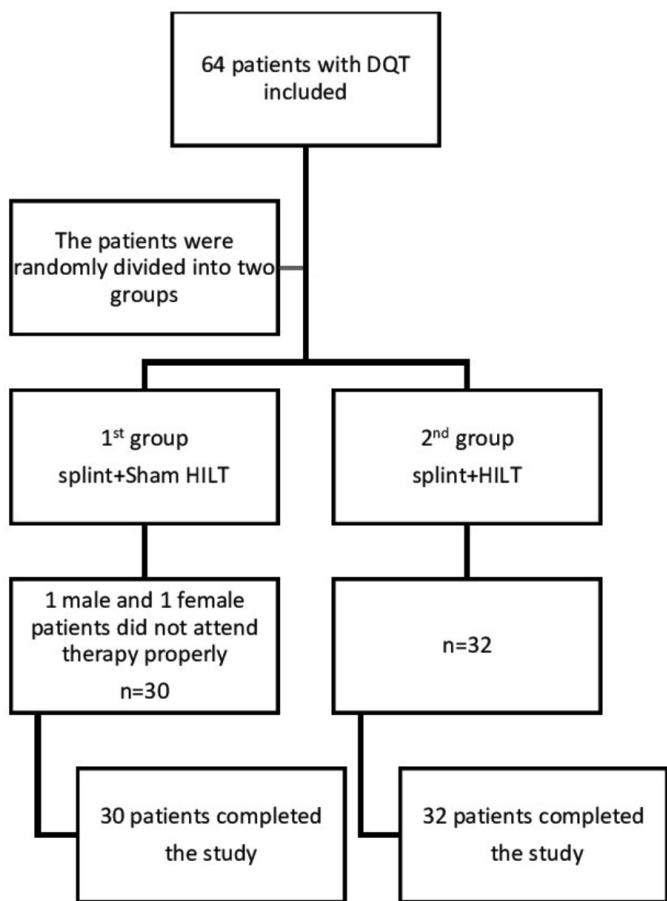 64 patients with DQT
included
The patients were
randomly divided into two
groups
1st group
splint+Sham HILT
2nd group
splint+HILT
1 male and 1 female
patients did not attend
therapy properly
n=30
n=32
30 patients completed
the study
32 patients completed
the study